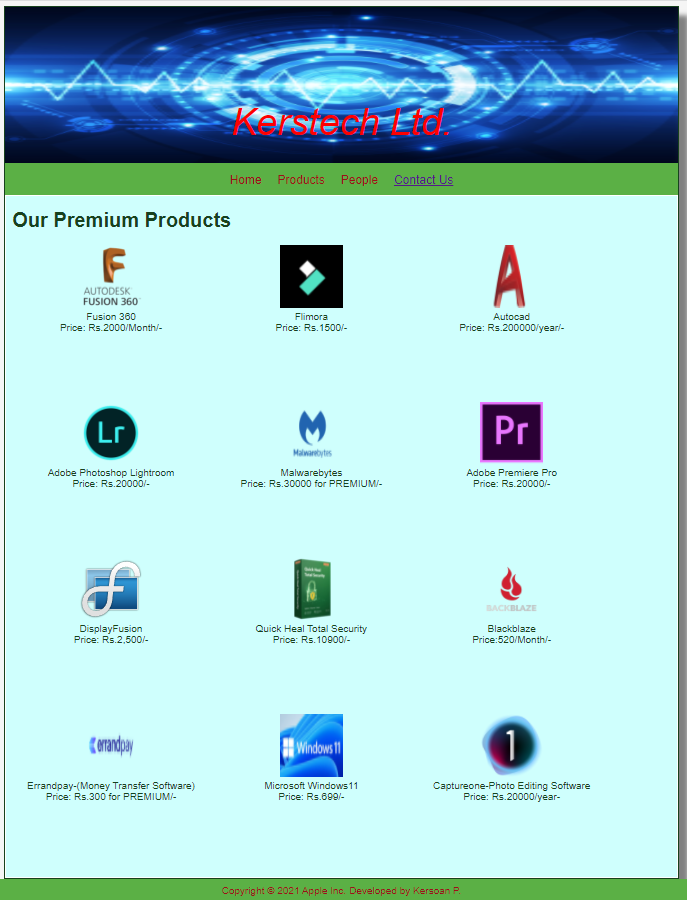 Kerstech Ltd.
Home Products People Contact Us
Our Premium Products
AUTODESK
FUSION 360
Fusion 360
Price: Rs.2000/Month/-
Flimora
Price: Rs.1500/-
Autocad
Price: Rs.200000/year/-
Lr
Adobe Photoshop Lightroom
Price: Rs.20000/-
Malwarebytes
Malwarebytes
Price: Rs.30000 for PREMIUM/-
Pr
Adobe Premiere Pro
Price: Rs.20000/-
DisplayFusion
Price: Rs.2,500/-
Quick Heal
Total Security
Quick Heal Total Security
Price: Rs.10900/-
BACKBLAZE
Blackblaze
Price:520/Month/-
errandpay
Errandpay-(Money Transfer Software)
Price: Rs.300 for PREMIUM/-
Windows 11
Microsoft Windows11
Price: Rs.699/-
1
Captureone-Photo Editing Software
Price: Rs.20000/year-
Copyright © 2021 Apple Inc. Developed by Kersoan P.